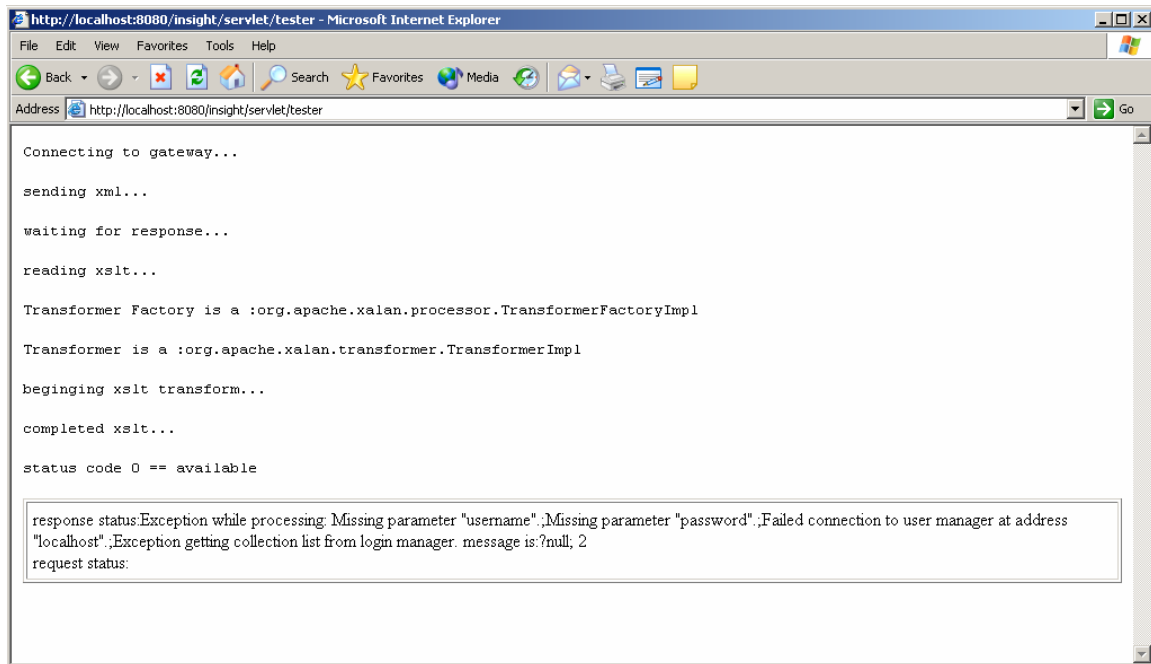 http://localhost:8080/insight/servlet/tester - Microsoft Internet Explorer
File Edit View Favorites Tools Help
Back Search Favorites Media
Address http://localhost:8080/insight/servlet/tester Go
Connecting to gateway...
sending xml...
waiting for response...
reading xslt...
Transformer Factory is a :org.apache.xalan.processor.TransformerFactoryImpl
Transformer is a :org.apache.xalan.transformer.TransformerImpl
beginging xslt transform...
completed xslt...
status code 0 == available
response status:Exception while processing: Missing parameter "username".;Missing parameter "password".;Failed connection to user manager at address
"localhost".;Exception getting collection list from login manager. message is:?null; 2
request status: